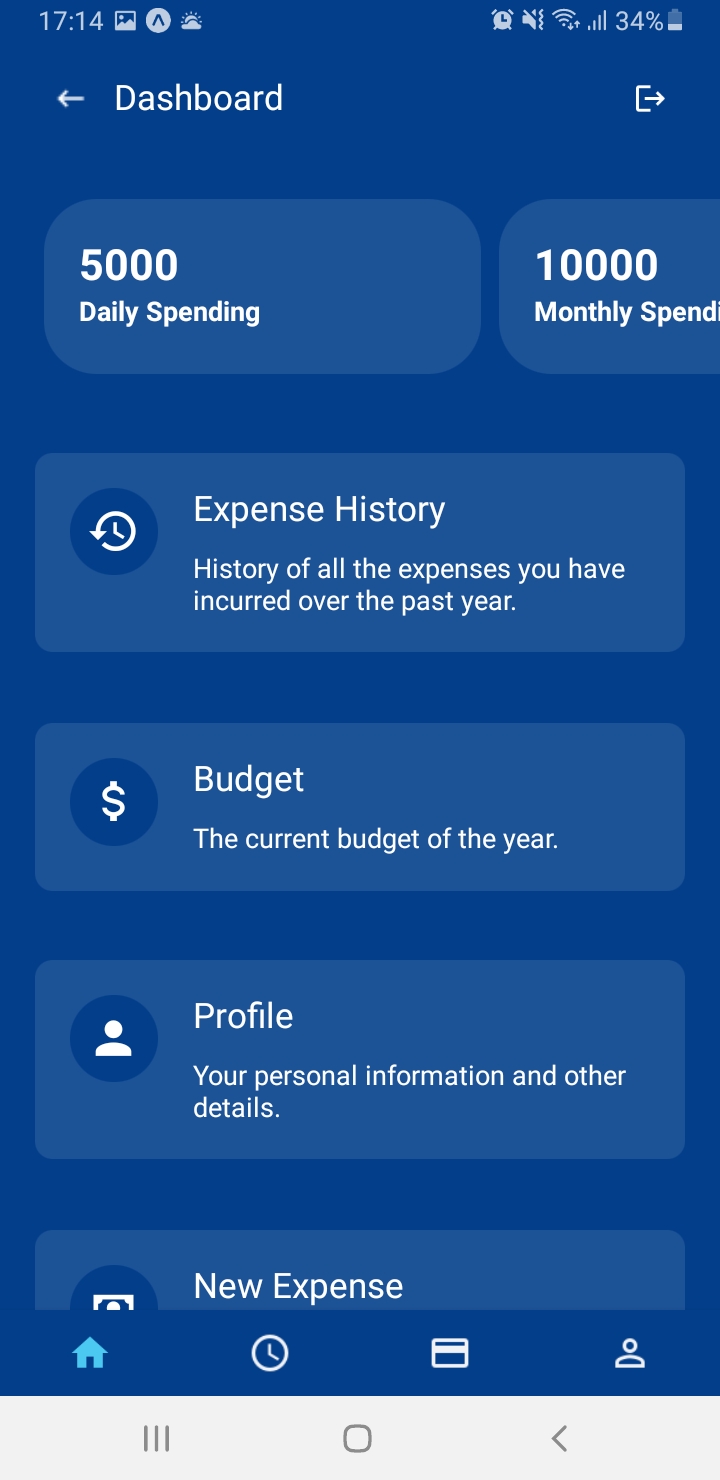 17:14 34%
Dashboard
5000
Daily Spending
10000
Monthly Spendi
Expense History
History of all the expenses you have
incurred over the past year.
Budget
The current budget of the year.
Profile
Your personal information and other
details.
New Expense